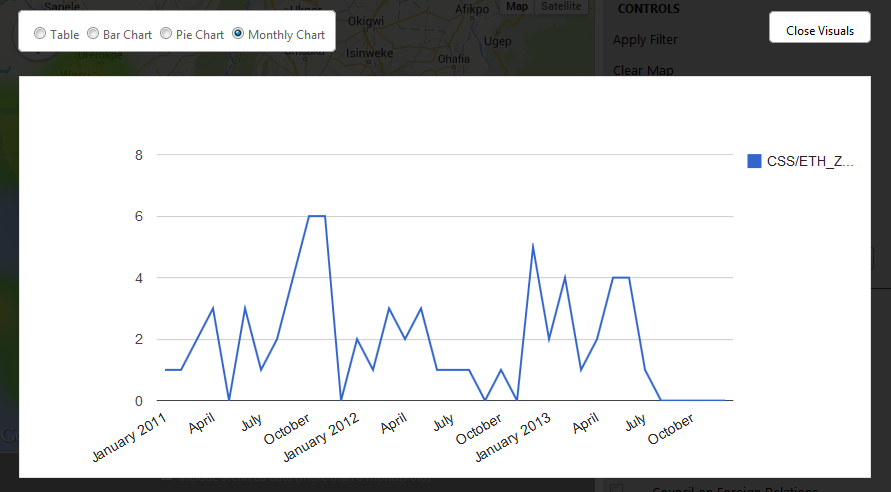 Sapele
Afikpo
Map
Satellite
CONTROLS
Okigwi
Table
Bar Chart
Pie Chart
Monthly Chart
Ugep
Close Visuals
Apply Filter
Isinweke
Ohafia
Clear Map
8
CSS/ETH_Z...
6
4
2
0
January 2011
April
July
October
January 2012
April
July
October
January 2013
April
July
October
Council on Foreign Relations